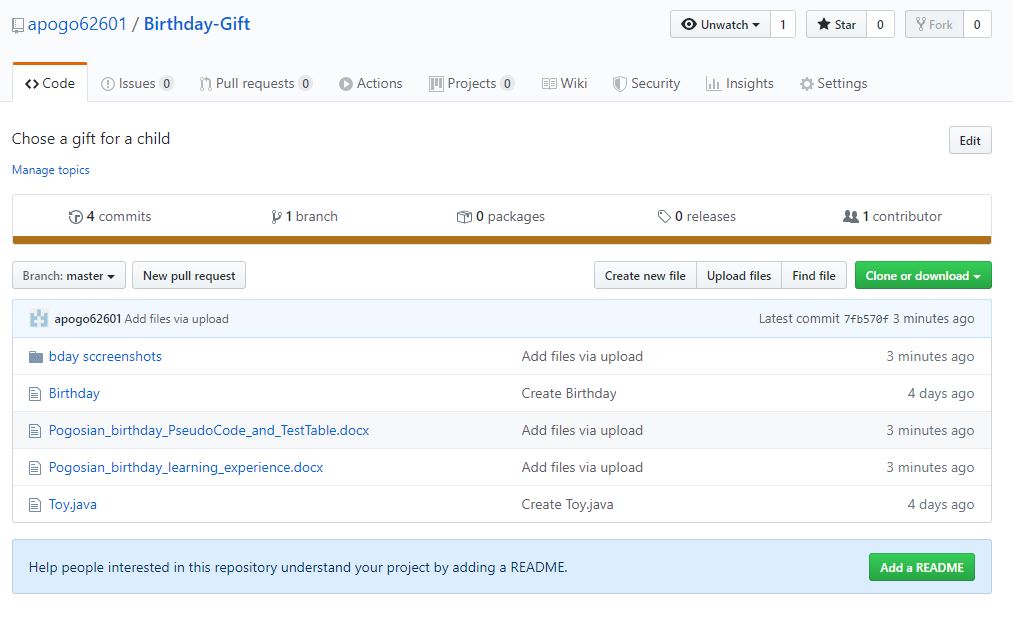 apogo62601 / Birthday-Gift
Unwatch 1 Star 0 Fork 0
Code Issues 0 Pull requests 0 Actions Projects 0 Wiki Security Insights Settings
Chose a gift for a child Edit
Manage topics
4 commits 1 branch 0 packages 0 releases 1 contributor
Branch: master New pull request Create new file Upload files Find file Clone or download
apogo62601 Add files via upload Latest commit 7fb570f 3 minutes ago
bday sccreenshots Add files via upload 3 minutes ago
Birthday Create Birthday 4 days ago
Pogosian_birthday_PseudoCode_and_TestTable.docx Add files via upload 3 minutes ago
Pogosian_birthday_learning_experience.docx Add files via upload 3 minutes ago
Toy.java Create Toy.java 4 days ago
Help people interested in this repository understand your project by adding a README. Add a README